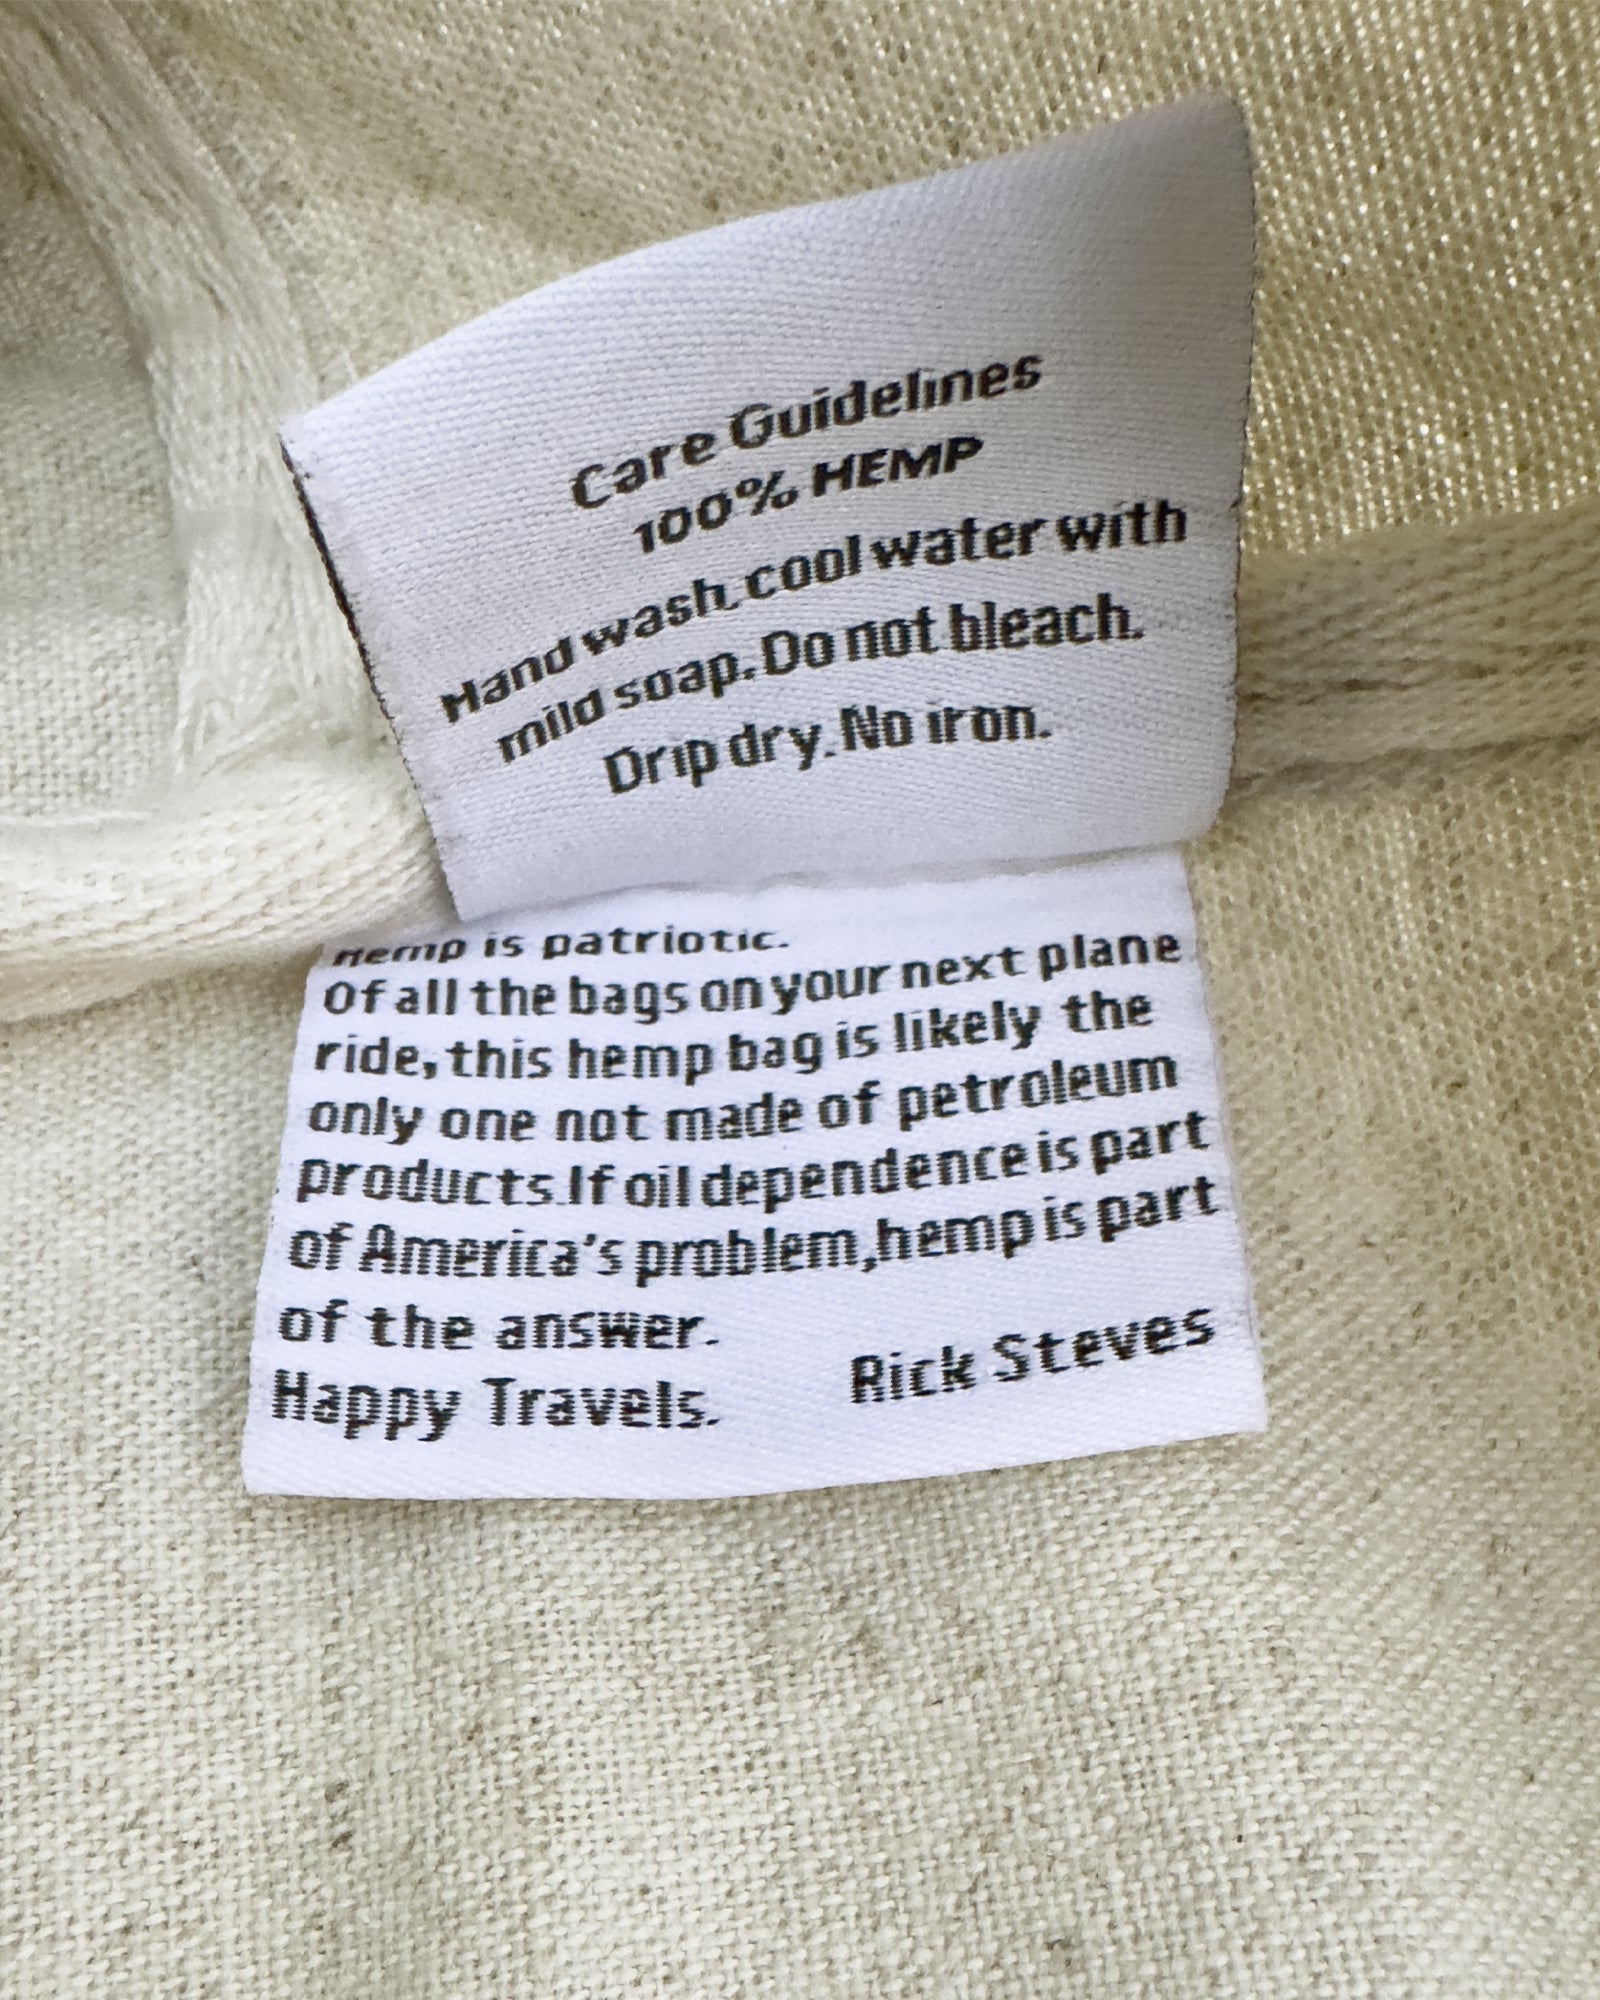 Care Guidelines
100% HEMP
Hand wash, cool water with
mild soap. Do not bleach.
Drip dry. No iron.
Hemp is patriotic.
Of all the bags on your next plane
ride, this hemp bag is likely the
only one not made of petroleum
products. If oil dependence is part
of America's problem, hemp is part
of the answer.
Happy Travels. Rick Steves